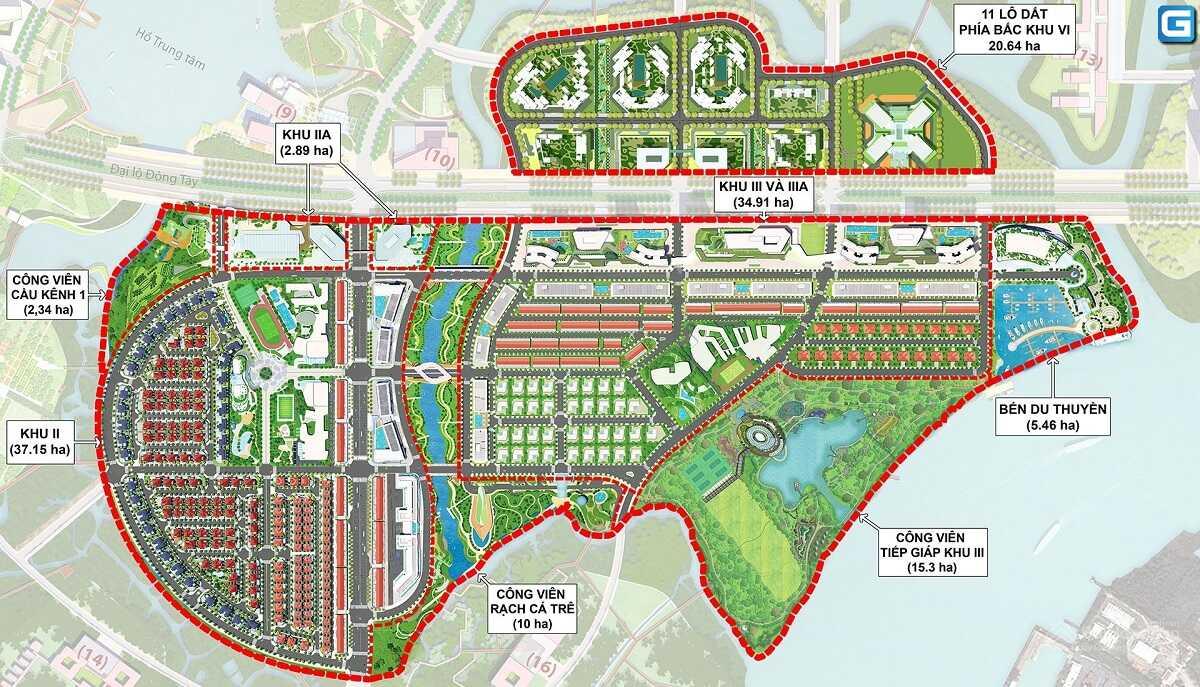 11 LÔ DẤT
PHÍA BẮC KHU VI
20.64 ha
G
Hồ Trung tâm
(13)
(9)
KHU IIA
(2.89 ha)
(10)
Đại lộ Đông Tây
KHU III VÀ IIIA
(34.91 ha)
CÔNG VIÊN
CẦU KÊNH 1
(2,34 ha)
BẾN DU THUYỀN
(5.46 ha)
KHU II
(37.15 ha)
CÔNG VIÊN
TIẾP GIÁP KHU III
(15.3 ha)
CÔNG VIÊN
RẠCH CÁ TRÊ
(10 ha)
(14)
(16)